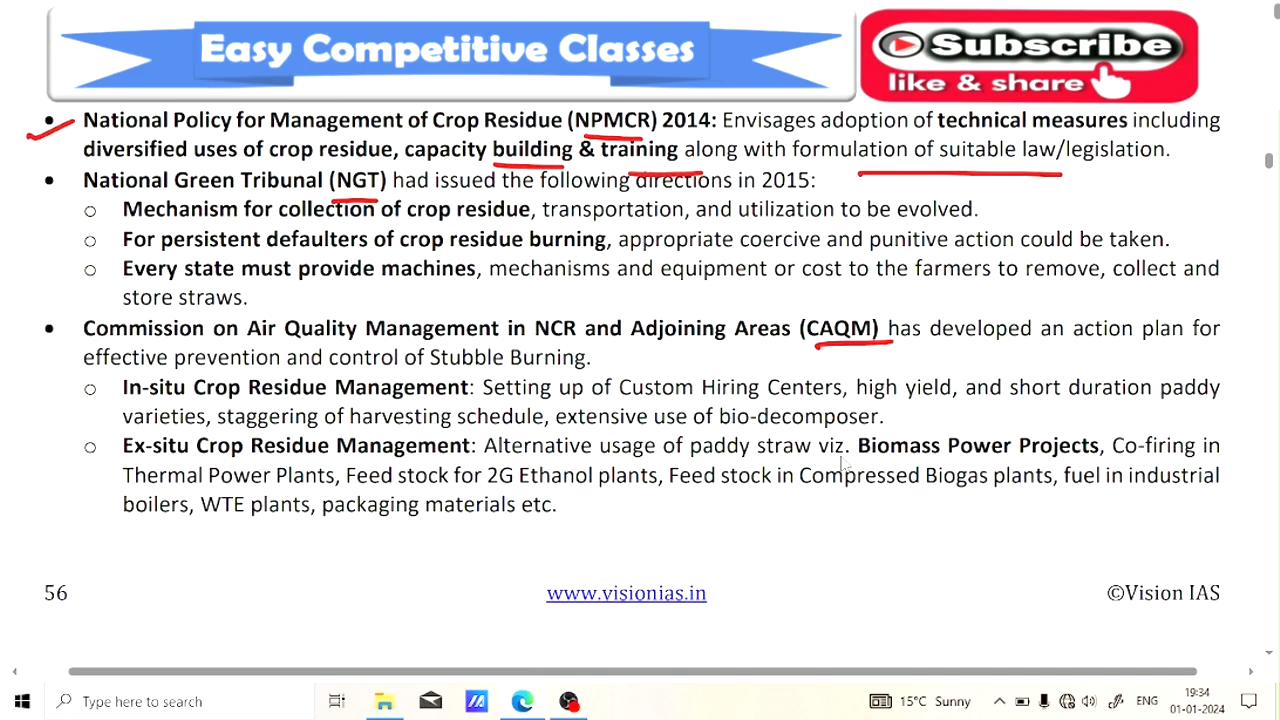 Easy Competitive Classes
Subscribe
like & share
• National Policy for Management of Crop Residue (NPMCR) 2014: Envisages adoption of technical measures including
diversified uses of crop residue, capacity building & training along with formulation of suitable law/legislation.
• National Green Tribunal (NGT) had issued the following directions in 2015:
o Mechanism for collection of crop residue, transportation, and utilization to be evolved.
o For persistent defaulters of crop residue burning, appropriate coercive and punitive action could be taken.
o Every state must provide machines, mechanisms and equipment or cost to the farmers to remove, collect and
store straws.
• Commission on Air Quality Management in NCR and Adjoining Areas (CAQM) has developed an action plan for
effective prevention and control of Stubble Burning.
o In-situ Crop Residue Management: Setting up of Custom Hiring Centers, high yield, and short duration paddy
varieties, staggering of harvesting schedule, extensive use of bio-decomposer.
o Ex-situ Crop Residue Management: Alternative usage of paddy straw viz. Biomass Power Projects, Co-firing in
Thermal Power Plants, Feed stock for 2G Ethanol plants, Feed stock in Compressed Biogas plants, fuel in industrial
boilers, WTE plants, packaging materials etc.
56 www.visionias.in ©Vision IAS
Type here to search 15°C Sunny ENG 19:34
01-01-2024